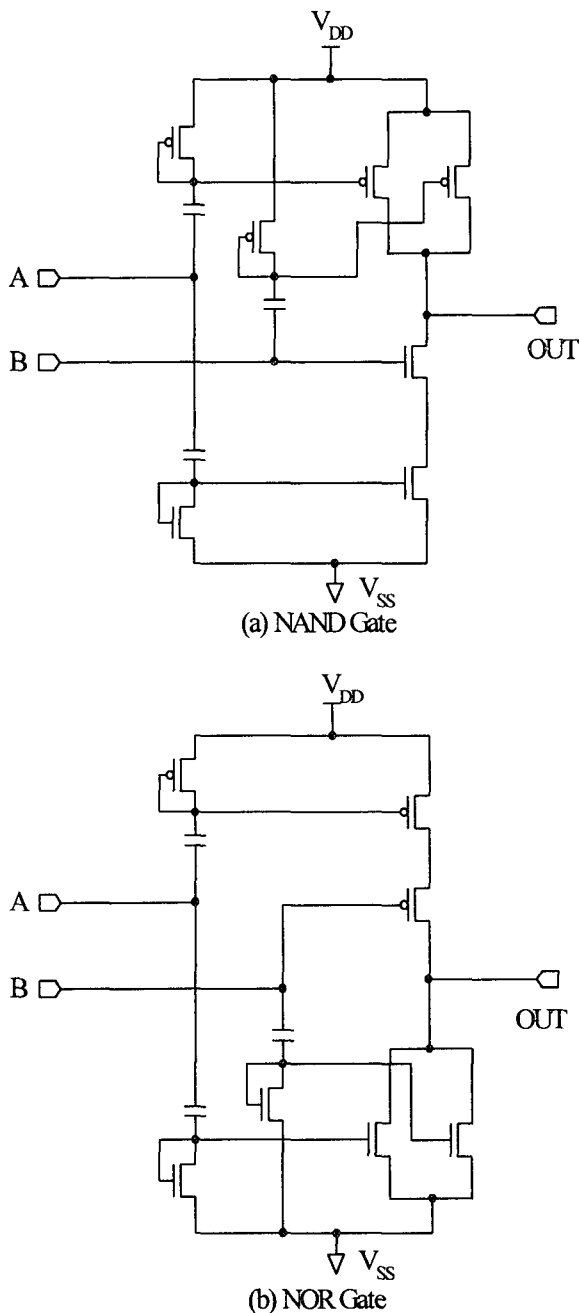 V_DD
A
B
OUT
V_SS
(a) NAND Gate
V_DD
A
B
OUT
V_SS
(b) NOR Gate